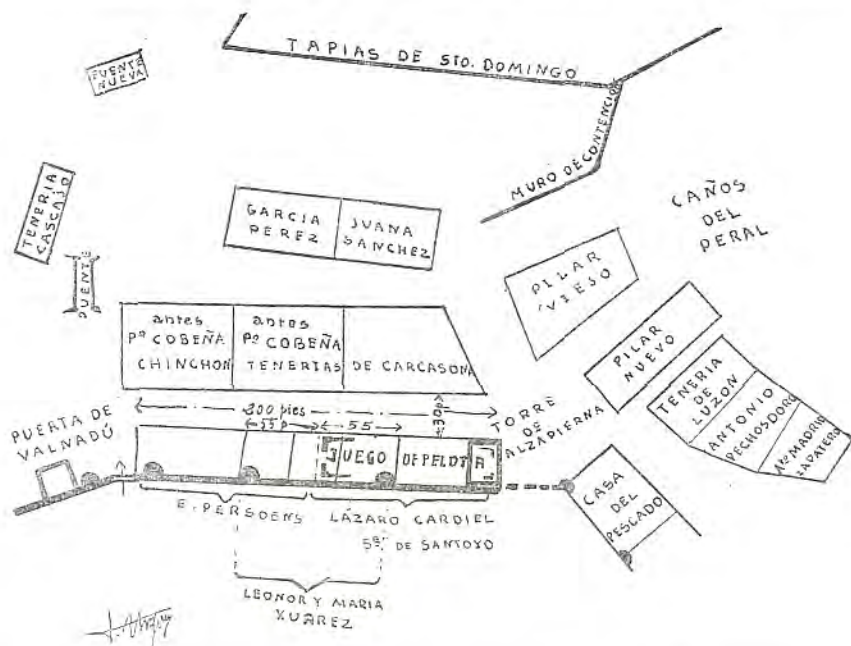 TAPIAS DE STO. DOMINGO
FUENTE
NUEVA
MURO DE CONTENCION
CAÑOS
DEL
PERAL
TENERIA
CASCAJO
GARCIA
PEREZ
JUANA
SANCHEZ
PUENTE
PILAR
VIEJO
antes
Pº COBEÑA
CHINCHON
antes
Pº COBEÑA
TENERIAS
DE CARCASONA
PILAR
NUEVO
TENERIA
DE
LUZON
ANTONIO
PECHOSDORO
Aº MADRID
ZAPATERO
200 pies
55 p
55
30 p
PUERTA DE
VALNADÚ
TORRE
DE
ALZAPIERNA
JUEGO DE PELOTA
CASA
DEL
PESCADO
E. PERSOENS
LÁZARO CARDIEL
DE SANTOYO
LEONOR Y MARIA
XUAREZ